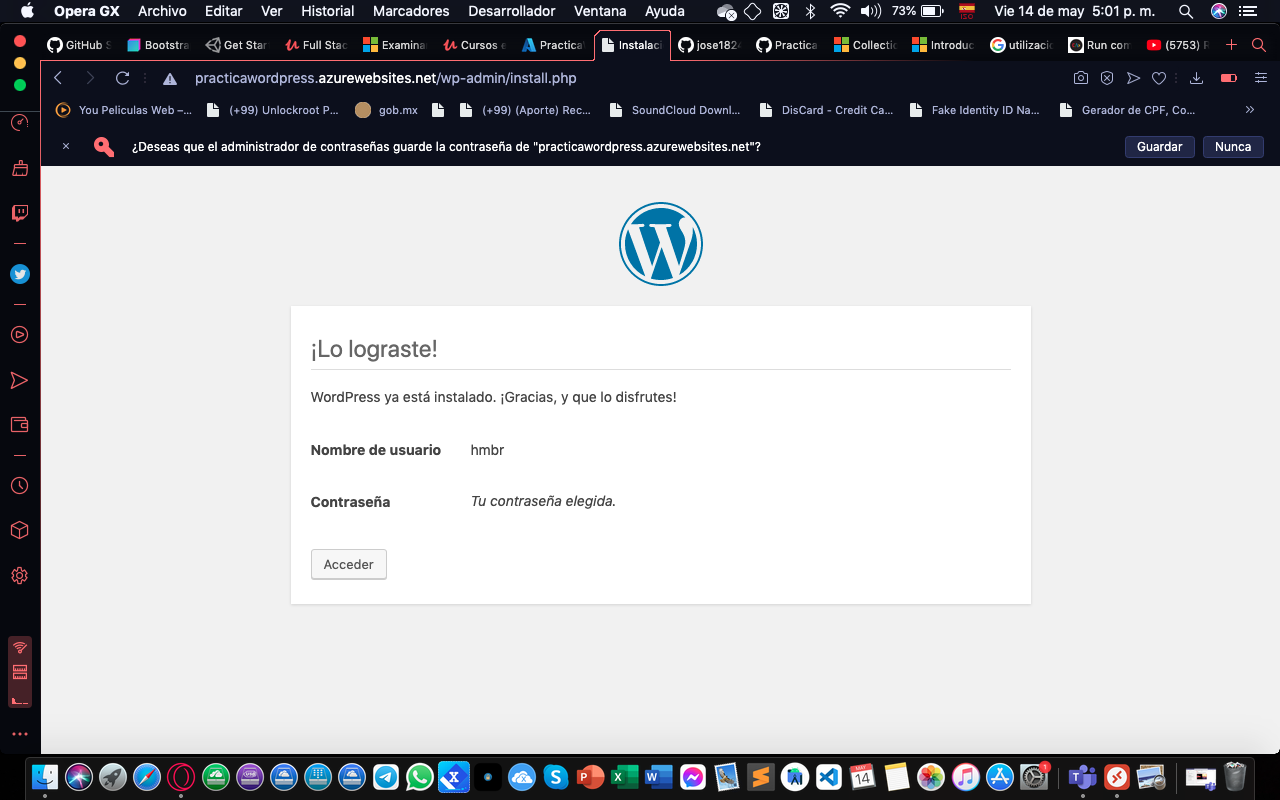 Opera GX Archivo Editar Ver Historial Marcadores Desarrollador Ventana Ayuda 73% ISO Vie 14 de may 5:01 p. m.
GitHub S Bootstra Get Star Full Stac Examina Cursos e Practica Instalaci jose182 Practica Collecti Introduc utilizaci Run com (5753) R
practicawordpress.azurewebsites.net/wp-admin/install.php
You Peliculas Web –... (+99) Unlockroot P... gob.mx (+99) (Aporte) Rec... SoundCloud Downl... DisCard - Credit Ca... Fake Identity ID Na... Gerador de CPF, Co... »
¿Deseas que el administrador de contraseñas guarde la contraseña de "practicawordpress.azurewebsites.net"? Guardar Nunca
¡Lo lograste!
WordPress ya está instalado. ¡Gracias, y que lo disfrutes!
Nombre de usuario hmbr
Contraseña Tu contraseña elegida.
Acceder